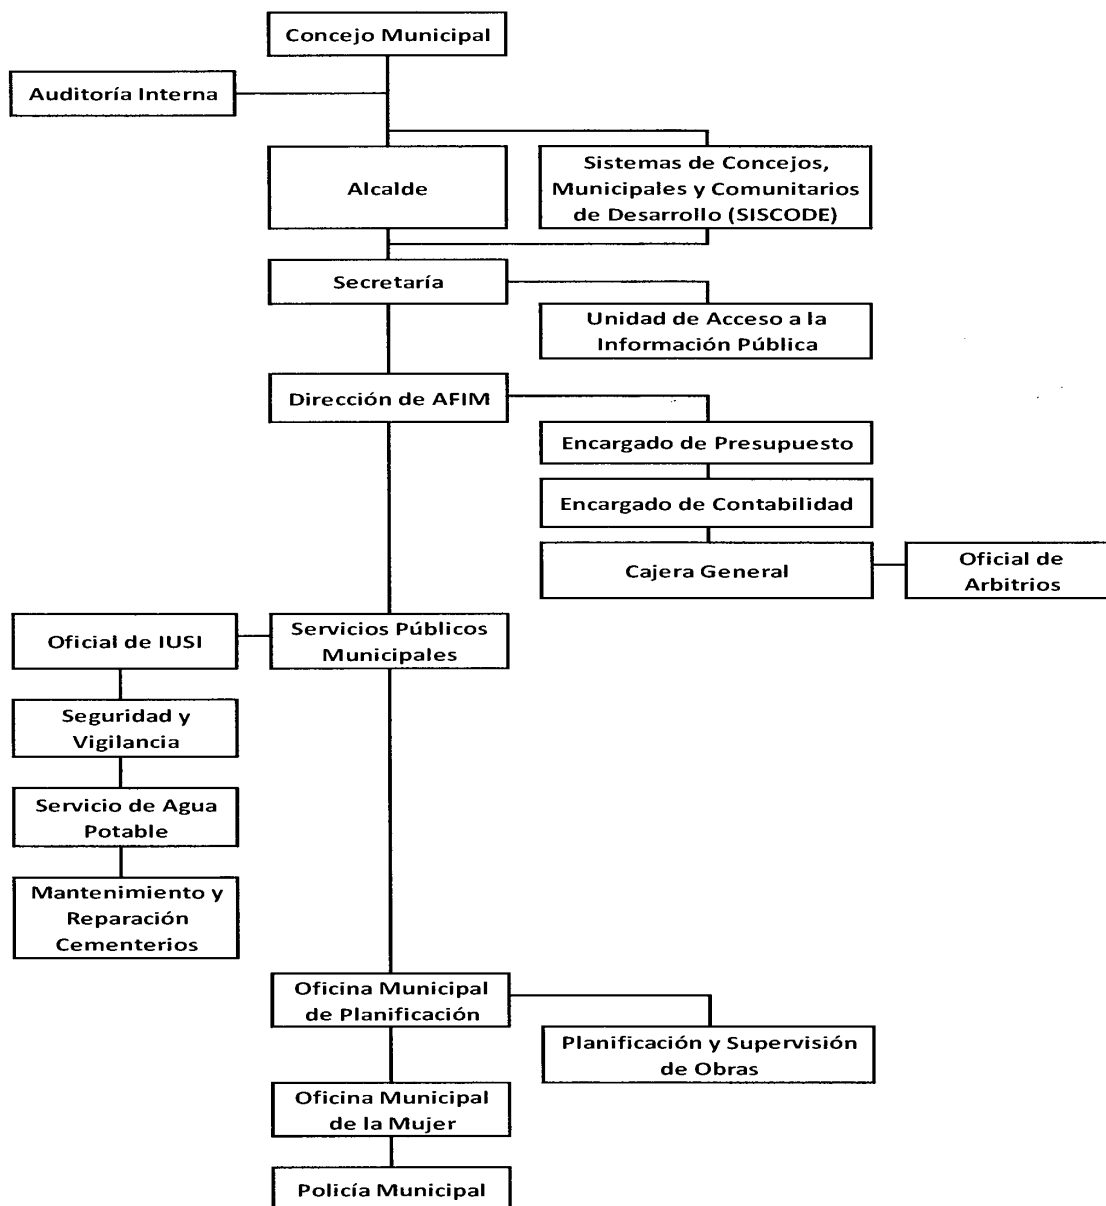 Concejo Municipal
Auditoría Interna
Alcalde
Sistemas de Concejos,
Municipales y Comunitarios
de Desarrollo (SISCODE)
Secretaría
Unidad de Acceso a la
Información Pública
Dirección de AFIM
Encargado de Presupuesto
Encargado de Contabilidad
Cajera General
Oficial de
Arbitrios
Oficial de IUSI
Servicios Públicos
Municipales
Seguridad y
Vigilancia
Servicio de Agua
Potable
Mantenimiento y
Reparación
Cementerios
Oficina Municipal
de Planificación
Planificación y Supervisión
de Obras
Oficina Municipal
de la Mujer
Policía Municipal